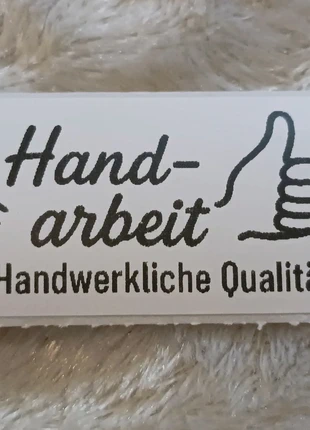 Hand-
arbeit
Handwerkliche Qualitä